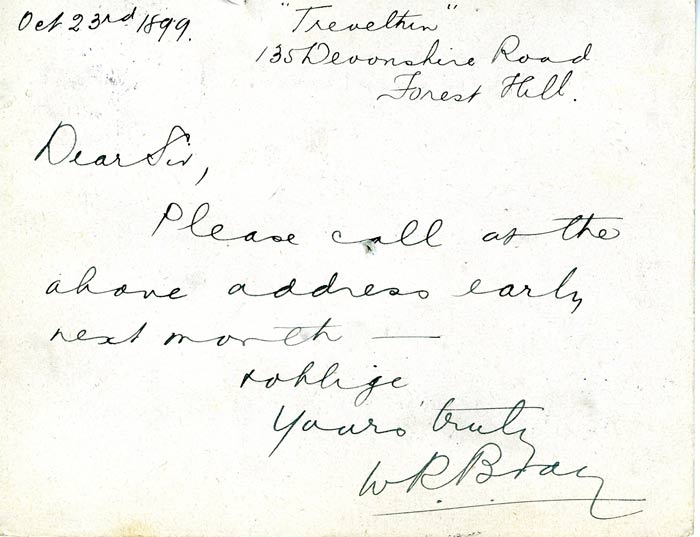 Oct 23rd 1899. "Trevethin"
135 Devonshire Road
Forest Hill.
Dear Sir,
Please call at the
above address early
next month —
& oblige
Yours truly
W. R. Bray